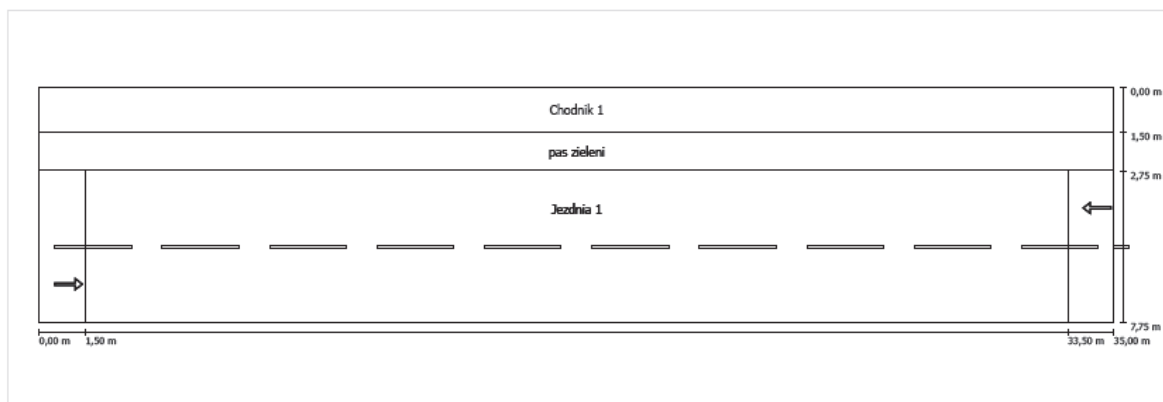 0,00 m
Chodnik 1
1,50 m
pas zieleni
2,75 m
Jezdnia 1
7,75 m
0,00 m
1,50 m
33,50 m
35,00 m